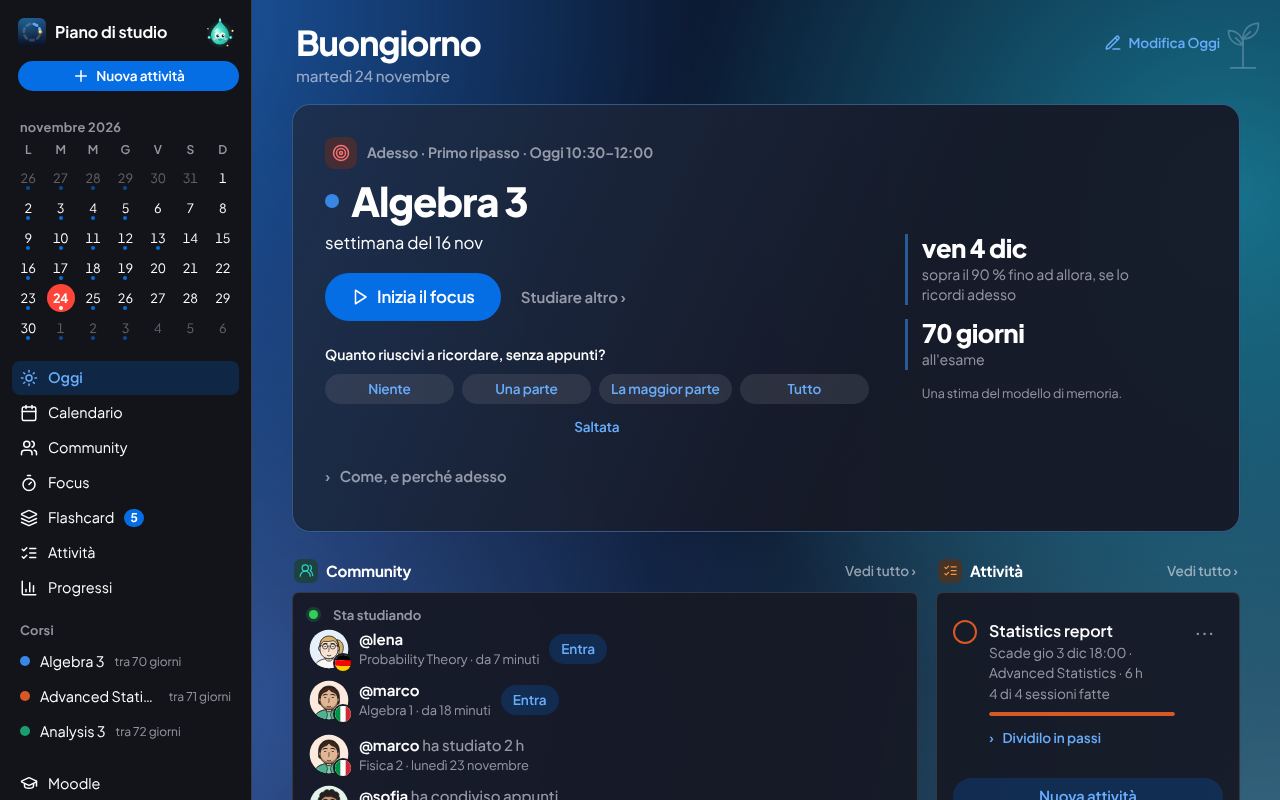 Piano di studio
Nuova attività
novembre 2026
L M M G V S D
26 27 28 29 30 31 1
2 3 4 5 6 7 8
9 10 11 12 13 14 15
16 17 18 19 20 21 22
23 24 25 26 27 28 29
30 1 2 3 4 5 6
Oggi
Calendario
Community
Focus
Flashcard 5
Attività
Progressi
Corsi
Algebra 3 tra 70 giorni
Advanced Stati... tra 71 giorni
Analysis 3 tra 72 giorni
Moodle
Buongiorno
martedì 24 novembre
Modifica Oggi
Adesso · Primo ripasso · Oggi 10:30–12:00
Algebra 3
settimana del 16 nov
Inizia il focus
Studiare altro ›
Quanto riuscivi a ricordare, senza appunti?
Niente
Una parte
La maggior parte
Tutto
Saltata
› Come, e perché adesso
ven 4 dic
sopra il 90 % fino ad allora, se lo
ricordi adesso
70 giorni
all'esame
Una stima del modello di memoria.
Community
Vedi tutto ›
Sta studiando
@lena
Probability Theory · da 7 minuti
Entra
@marco
Algebra 1 · da 18 minuti
Entra
@marco ha studiato 2 h
Fisica 2 · lunedì 23 novembre
@sofia ha condiviso appunti
Attività
Vedi tutto ›
Statistics report
...
Scade gio 3 dic 18:00 ·
Advanced Statistics · 6 h
4 di 4 sessioni fatte
› Dividilo in passi
Nuova attività